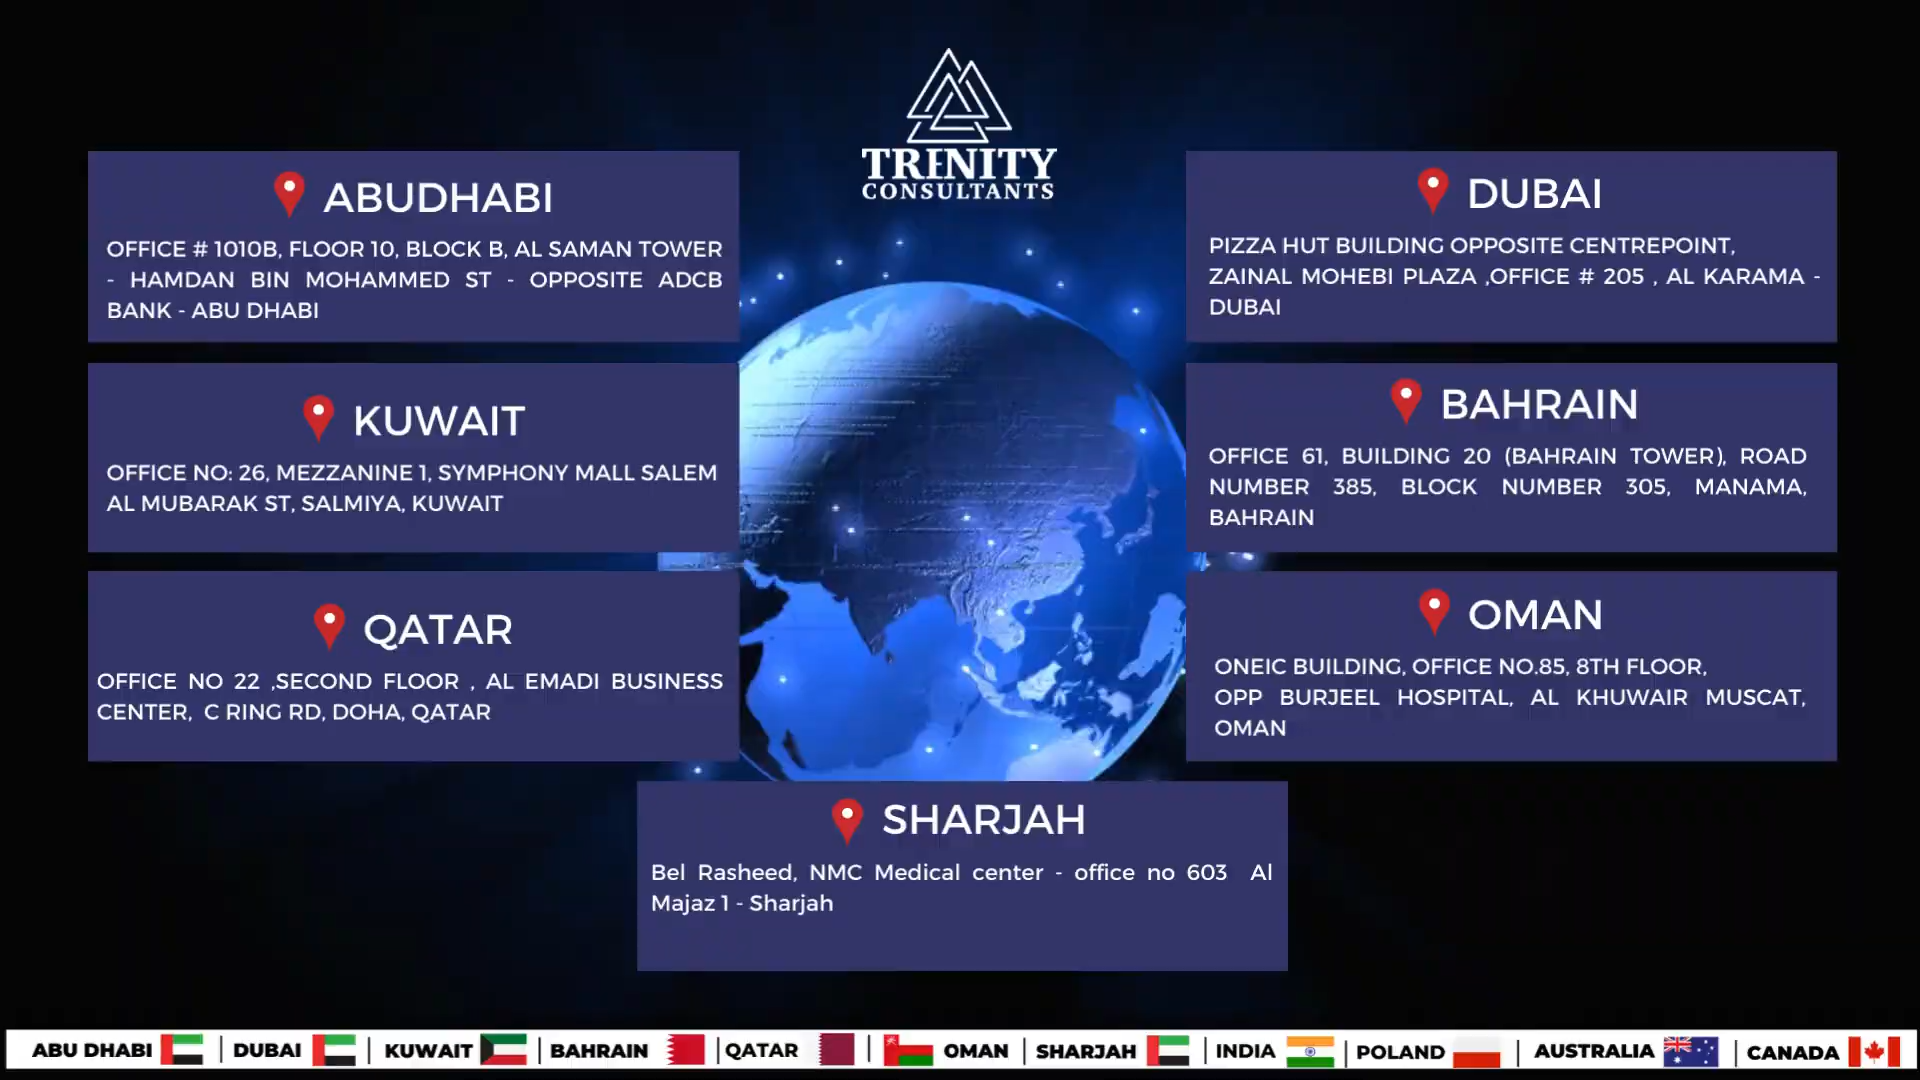 TRENITY
CONSULTANTS
ABUDHABI
OFFICE # 1010B, FLOOR 10, BLOCK B, AL SAMAN TOWER
- HAMDAN BIN MOHAMMED ST - OPPOSITE ADCB
BANK - ABU DHABI
DUBAI
PIZZA HUT BUILDING OPPOSITE CENTREPOINT,
ZAINAL MOHEBI PLAZA ,OFFICE # 205 , AL KARAMA -
DUBAI
KUWAIT
OFFICE NO: 26, MEZZANINE 1, SYMPHONY MALL SALEM
AL MUBARAK ST, SALMIYA, KUWAIT
BAHRAIN
OFFICE 61, BUILDING 20 (BAHRAIN TOWER), ROAD
NUMBER 385, BLOCK NUMBER 305, MANAMA,
BAHRAIN
QATAR
OFFICE NO 22 ,SECOND FLOOR , AL EMADI BUSINESS
CENTER, C RING RD, DOHA, QATAR
OMAN
ONEIC BUILDING, OFFICE NO.85, 8TH FLOOR,
OPP BURJEEL HOSPITAL, AL KHUWAIR MUSCAT,
OMAN
SHARJAH
Bel Rasheed, NMC Medical center - office no 603 Al
Majaz 1 - Sharjah
ABU DHABI | DUBAI | KUWAIT | BAHRAIN | QATAR | OMAN | SHARJAH | INDIA | POLAND | AUSTRALIA | CANADA